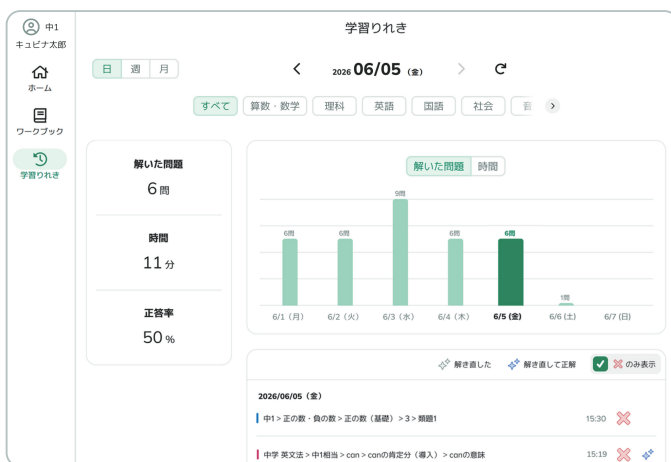 中1
キュビナ太郎
ホーム
ワークブック
学習りれき
学習りれき
日 週 月
2026 06/05 (金)
すべて 算数・数学 理科 英語 国語 社会
解いた問題
6問
時間
11分
正答率
50%
解いた問題 時間
6問 6問 9問 6問 6問 1問
6/1 (月) 6/2 (火) 6/3 (水) 6/4 (木) 6/5 (金) 6/6 (土) 6/7 (日)
解き直した 解き直して正解 のみ表示
2026/06/05 (金)
中1 > 正の数・負の数 > 正の数 (基礎) > 3 > 類題1 15:30
中学 英文法 > 中1相当 > can > canの肯定分 (導入) > canの意味 15:19